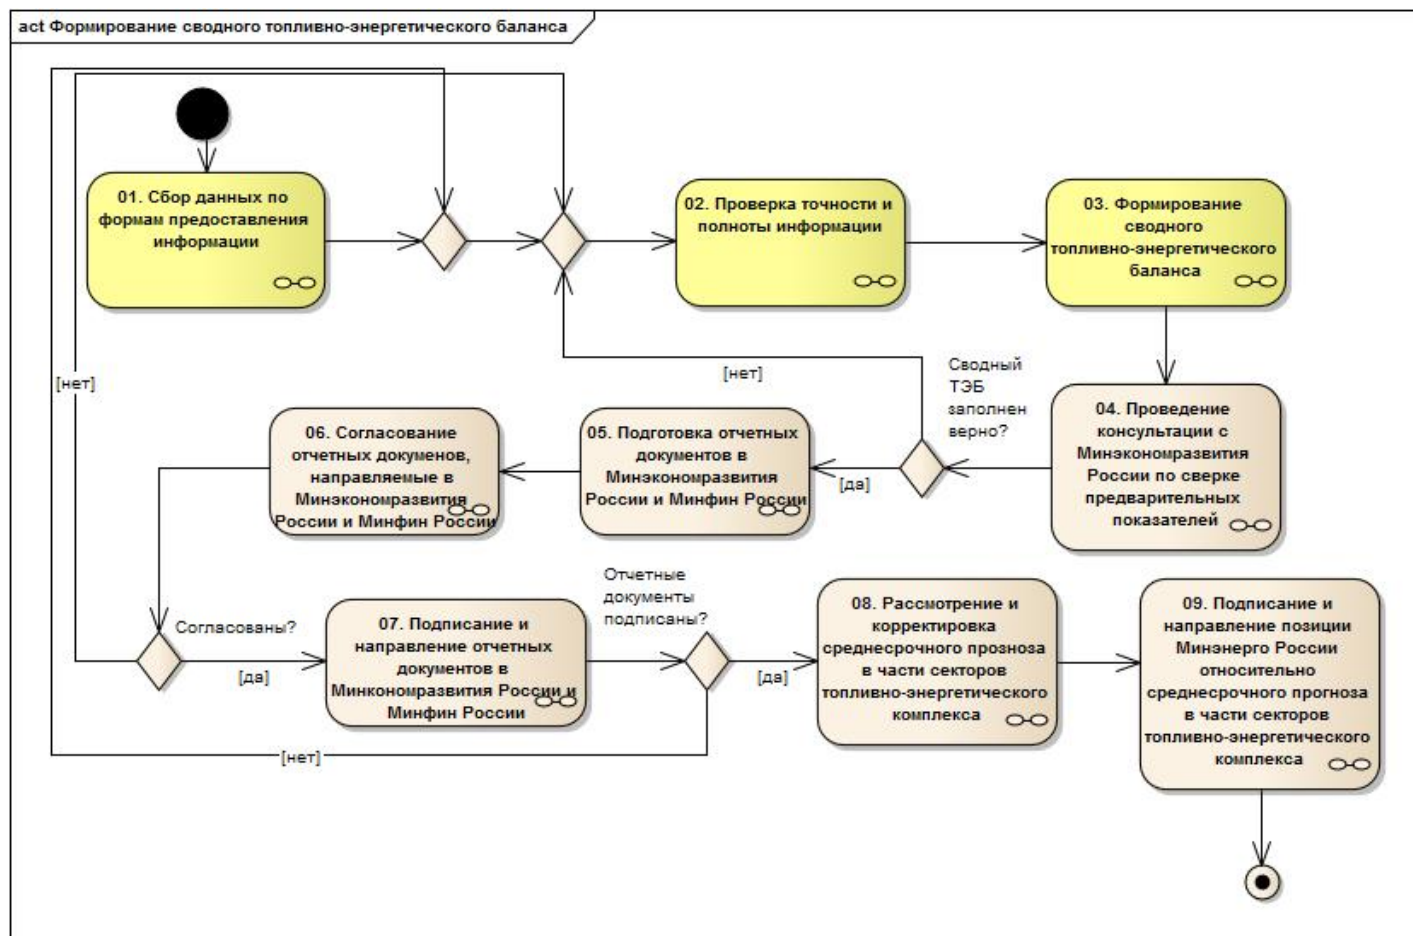 act Формирование сводного топливно-энергетического баланса
01. Сбор данных по
формам предоставления
информации
02. Проверка точности и
полноты информации
03. Формирование
сводного
топливно-энергетического
баланса
[нет]
[нет]
Сводный
ТЭБ
заполнен
верно?
04. Проведение
консультации с
Минэкономразвития
России по сверке
предварительных
показателей
[да]
05. Подготовка отчетных
документов в
Минэкономразвития
России и Минфин России
06. Согласование
отчетных докуменов,
направляемые в
Минэкономразвития
России и Минфин России
Согласованы?
[да]
07. Подписание и
направление отчетных
документов в
Минкономразвития России и
Минфин России
Отчетные
документы
подписаны?
[да]
[нет]
08. Рассмотрение и
корректировка
среднесрочного прозноза
в части секторов
топливно-энергетического
комплекса
09. Подписание и
направление позиции
Минэнерго России
относительно
среднесрочного прогноза
в части секторов
топливно-энергетического
комплекса